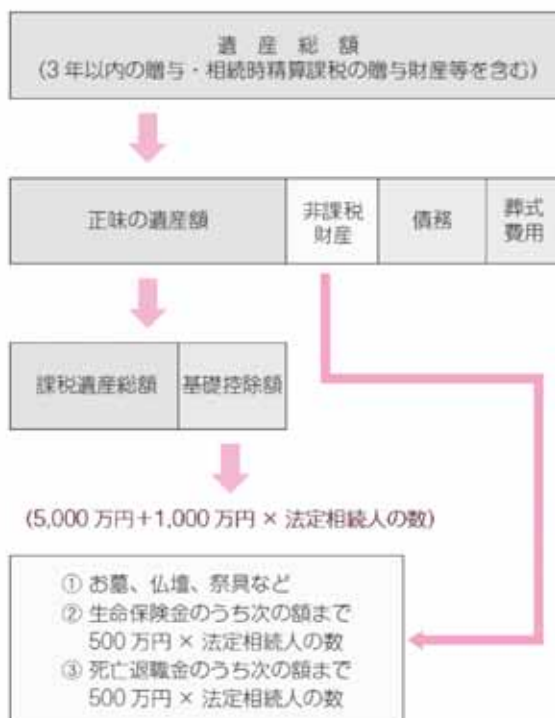 遺産総額
(3年以内の贈与・相続時精算課税の贈与財産等を含む)
正味の遺産額
非課税
財産
債務
葬式
費用
課税遺産総額
基礎控除額
(5,000万円+1,000万円×法定相続人の数)
① お墓、仏壇、祭具など
② 生命保険金のうち次の額まで
500万円×法定相続人の数
③ 死亡退職金のうち次の額まで
500万円×法定相続人の数